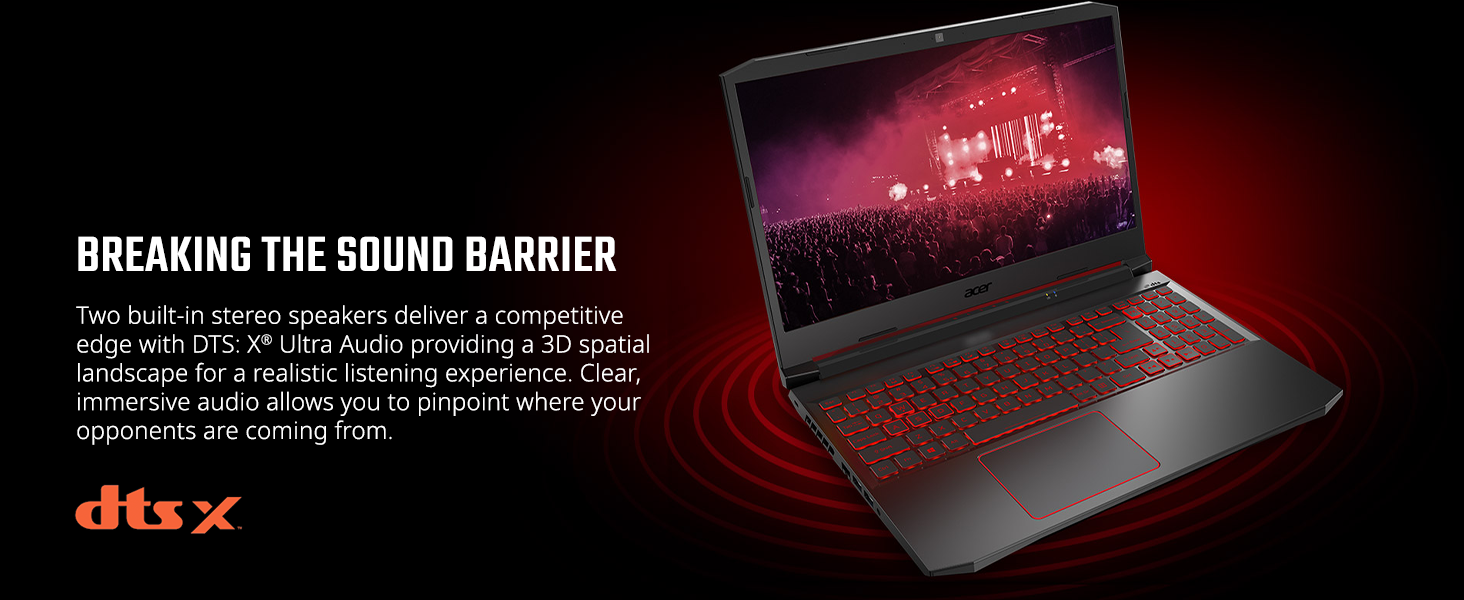 BREAKING THE SOUND BARRIER
Two built-in stereo speakers deliver a competitive
edge with DTS: X® Ultra Audio providing a 3D spatial
landscape for a realistic listening experience. Clear,
immersive audio allows you to pinpoint where your
opponents are coming from.
dts x
acer
dts